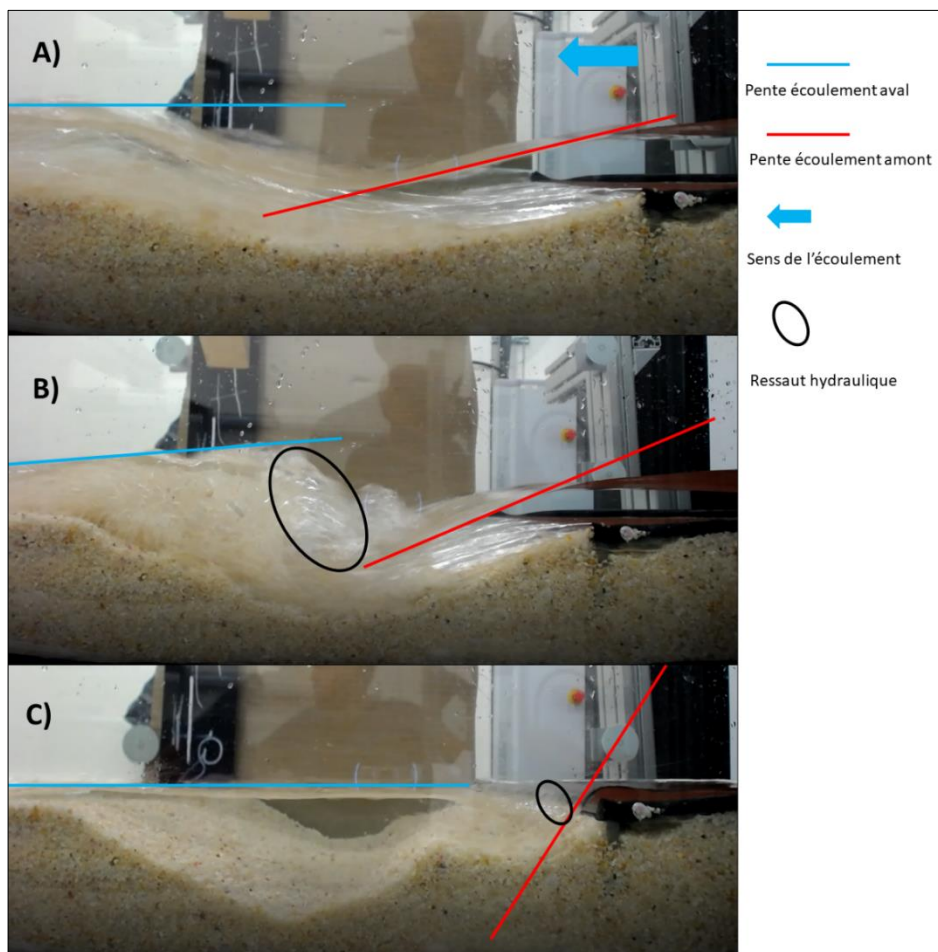 A)
Pente écoulement aval
Pente écoulement amont
Sens de l'écoulement
B)
Ressaut hydraulique
C)